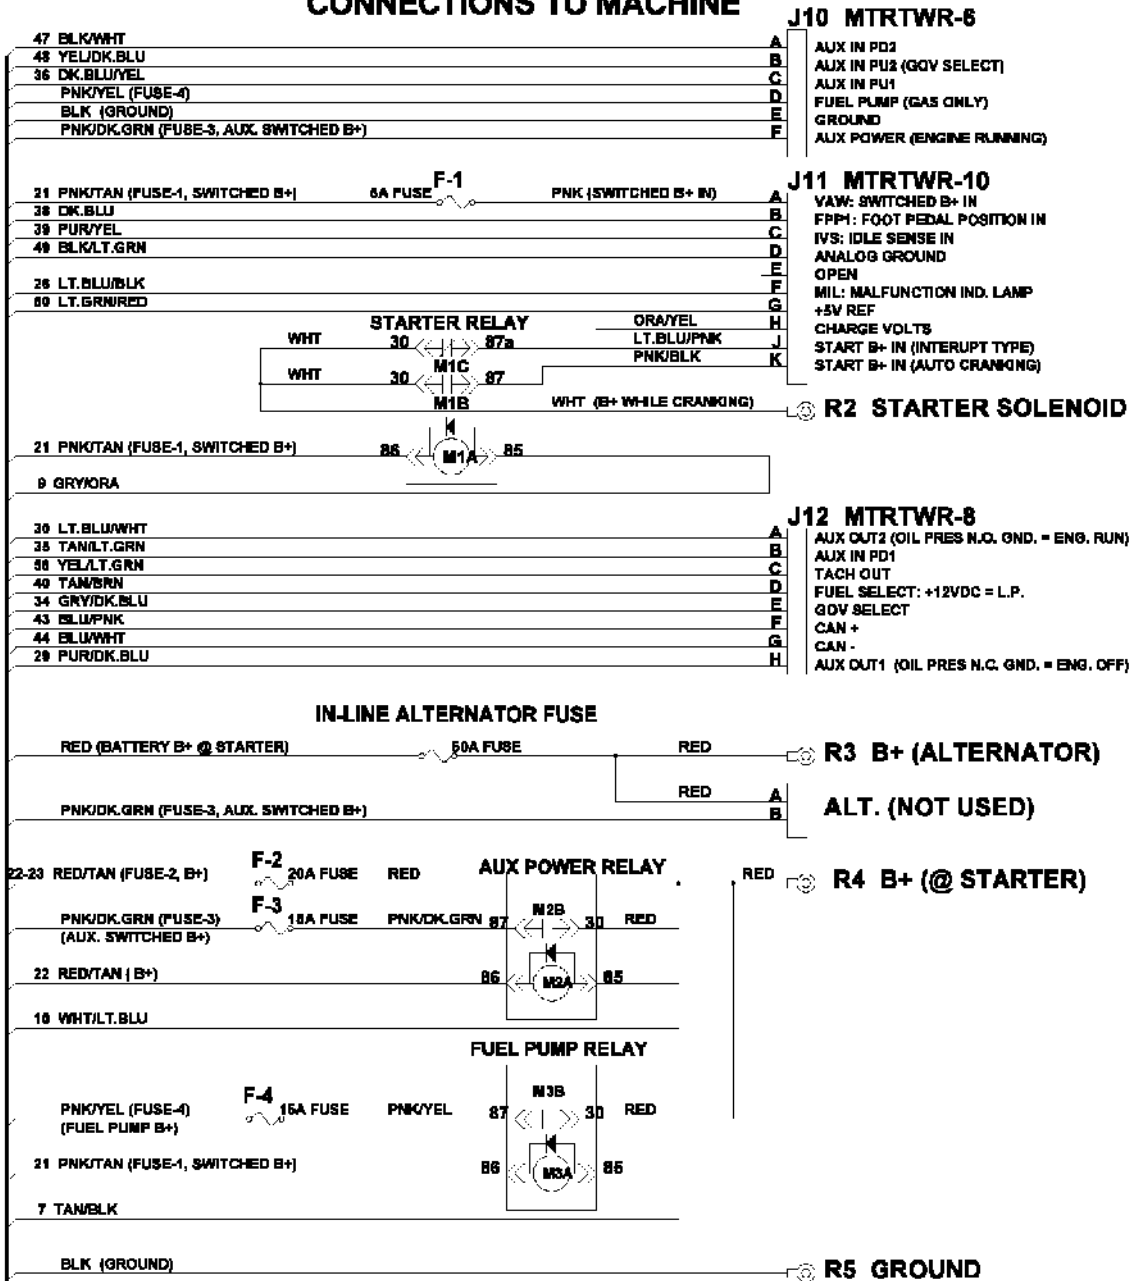 CONNECTIONS TO MACHINE
J10 MTRTWR-6
47 BLK/WHT A AUX IN PD2
48 YEL/DK.BLU B AUX IN PU2 (GOV SELECT)
36 DK.BLU/YEL C AUX IN PU1
PNK/YEL (FUSE-4) D FUEL PUMP (GAS ONLY)
BLK (GROUND) E GROUND
PNK/DK.GRN (FUSE-3, AUX. SWITCHED B+) F AUX POWER (ENGINE RUNNING)
J11 MTRTWR-10
F-1
21 PNK/TAN (FUSE-1, SWITCHED B+) 5A FUSE PNK (SWITCHED B+ IN) A VAW: SWITCHED B+ IN
38 DK.BLU B FPP1: FOOT PEDAL POSITION IN
39 PUR/YEL C IVS: IDLE SENSE IN
49 BLK/LT.GRN D ANALOG GROUND
E OPEN
26 LT.BLU/BLK F MIL: MALFUNCTION IND. LAMP
60 LT.GRN/RED G +5V REF
STARTER RELAY ORA/YEL H CHARGE VOLTS
WHT 30 87a LT.BLU/PNK J START B+ IN (INTERUPT TYPE)
M1C PNK/BLK K START B+ IN (AUTO CRANKING)
WHT 30 87
M1B WHT (B+ WHILE CRANKING) R2 STARTER SOLENOID
21 PNK/TAN (FUSE-1, SWITCHED B+) 86 M1A 85
9 GRY/ORA
J12 MTRTWR-8
30 LT.BLU/WHT A AUX OUT2 (OIL PRES N.O. GND. = ENG. RUN)
35 TAN/LT.GRN B AUX IN PD1
YEL/LT.GRN C TACH OUT
40 TAN/BRN D FUEL SELECT: +12VDC = L.P.
34 GRY/DK.BLU E GOV SELECT
43 BLU/PNK F CAN +
44 BLU/WHT G CAN -
29 PUR/DK.BLU H AUX OUT1 (OIL PRES N.C. GND. = ENG. OFF)
IN-LINE ALTERNATOR FUSE
RED (BATTERY B+ @ STARTER) 50A FUSE RED R3 B+ (ALTERNATOR)
RED A ALT. (NOT USED)
PNK/DK.GRN (FUSE-3, AUX. SWITCHED B+) B
F-2 AUX POWER RELAY
22-23 RED/TAN (FUSE-2, B+) 20A FUSE RED RED R4 B+ (@ STARTER)
F-3 M2B
PNK/DK.GRN (FUSE-3) 15A FUSE PNK/DK.GRN 87 30 RED
(AUX. SWITCHED B+)
22 RED/TAN ( B+) 86 M2A 85
10 WHT/LT.BLU
FUEL PUMP RELAY
F-4 M3B
PNK/YEL (FUSE-4) 15A FUSE PNK/YEL 87 30 RED
(FUEL PUMP B+)
21 PNK/TAN (FUSE-1, SWITCHED B+) 86 M3A 85
7 TAN/BLK
BLK (GROUND) R5 GROUND